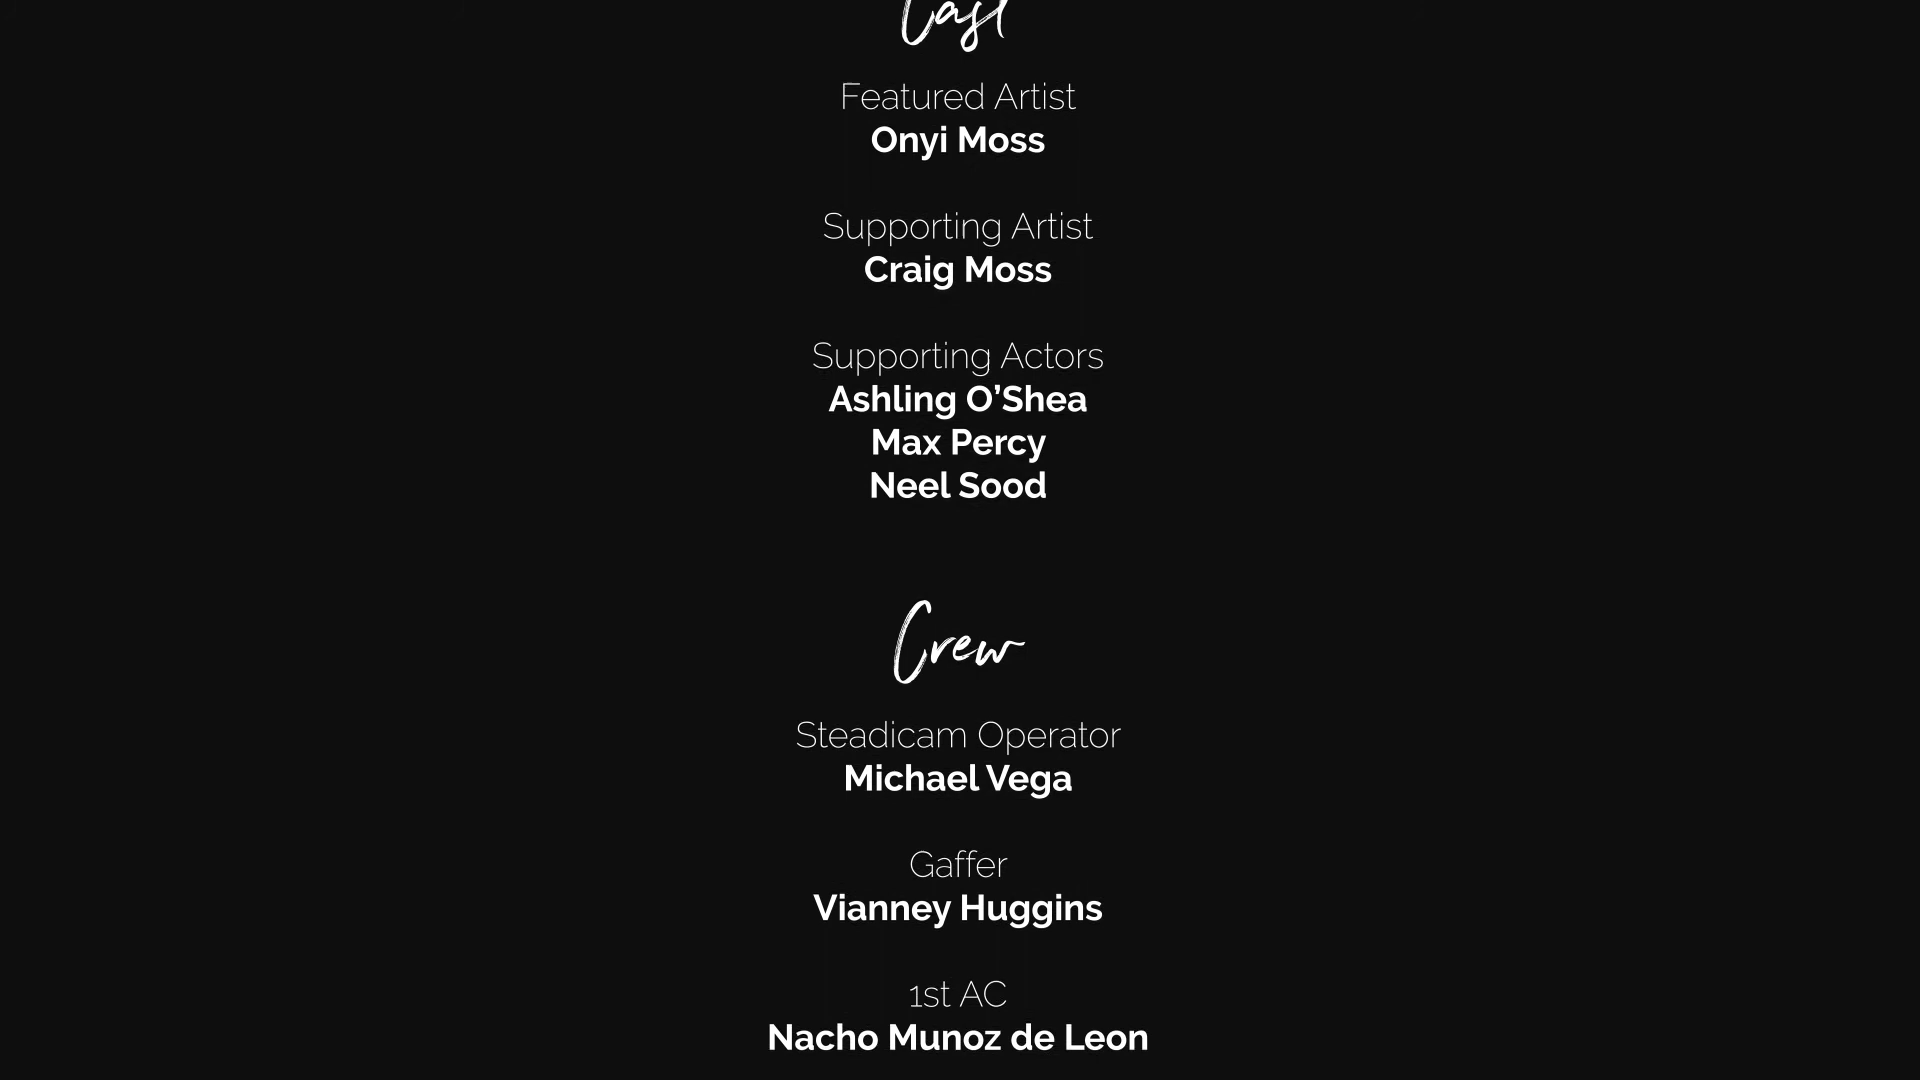 Cast
Featured Artist
Onyi Moss
Supporting Artist
Craig Moss
Supporting Actors
Ashling O’Shea
Max Percy
Neel Sood
Crew
Steadicam Operator
Michael Vega
Gaffer
Vianney Huggins
1st AC
Nacho Munoz de Leon